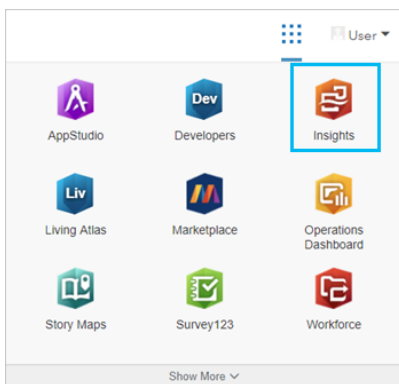 User
AppStudio
Dev
Developers
Insights
Liv
Living Atlas
Marketplace
Operations
Dashboard
Story Maps
Survey123
Workforce
Show More